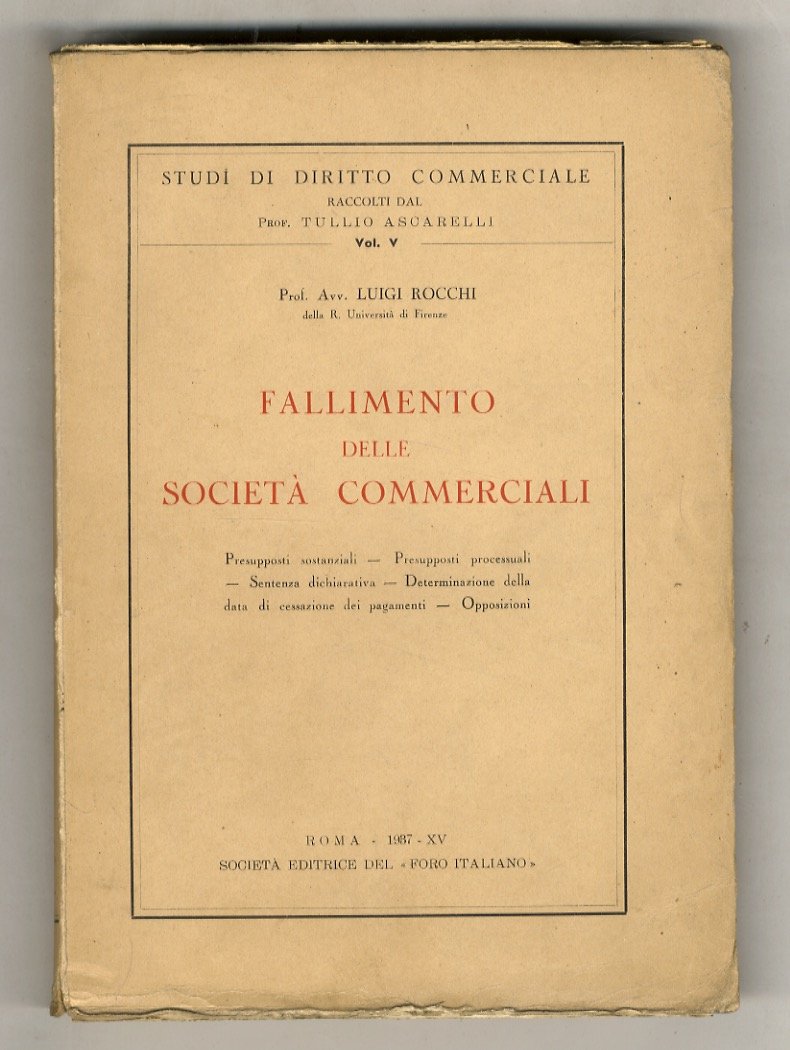 STUDÎ DI DIRITTO COMMERCIALE
RACCOLTI DAL
PROF. TULLIO ASCARELLI
Vol. V
Prof. Avv. LUIGI ROCCHI
della R. Università di Firenze
FALLIMENTO
DELLE
SOCIETÀ COMMERCIALI
Presupposti sostanziali — Presupposti processuali
— Sentenza dichiarativa — Determinazione della
data di cessazione dei pagamenti — Opposizioni
ROMA - 1937 - XV
SOCIETÀ EDITRICE DEL «FORO ITALIANO»